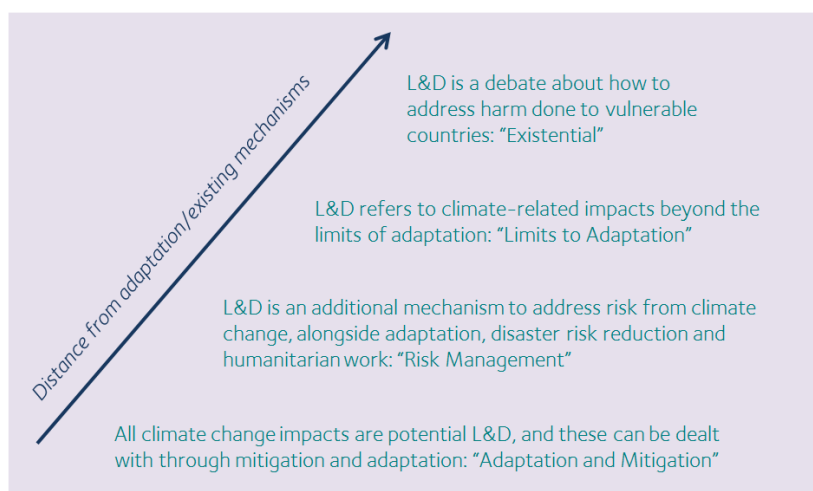 Distance from adaptation/existing mechanisms
L&D is a debate about how to
address harm done to vulnerable
countries: “Existential”
L&D refers to climate-related impacts beyond the
limits of adaptation: “Limits to Adaptation”
L&D is an additional mechanism to address risk from climate
change, alongside adaptation, disaster risk reduction and
humanitarian work: “Risk Management”
All climate change impacts are potential L&D, and these can be dealt
with through mitigation and adaptation: “Adaptation and Mitigation”